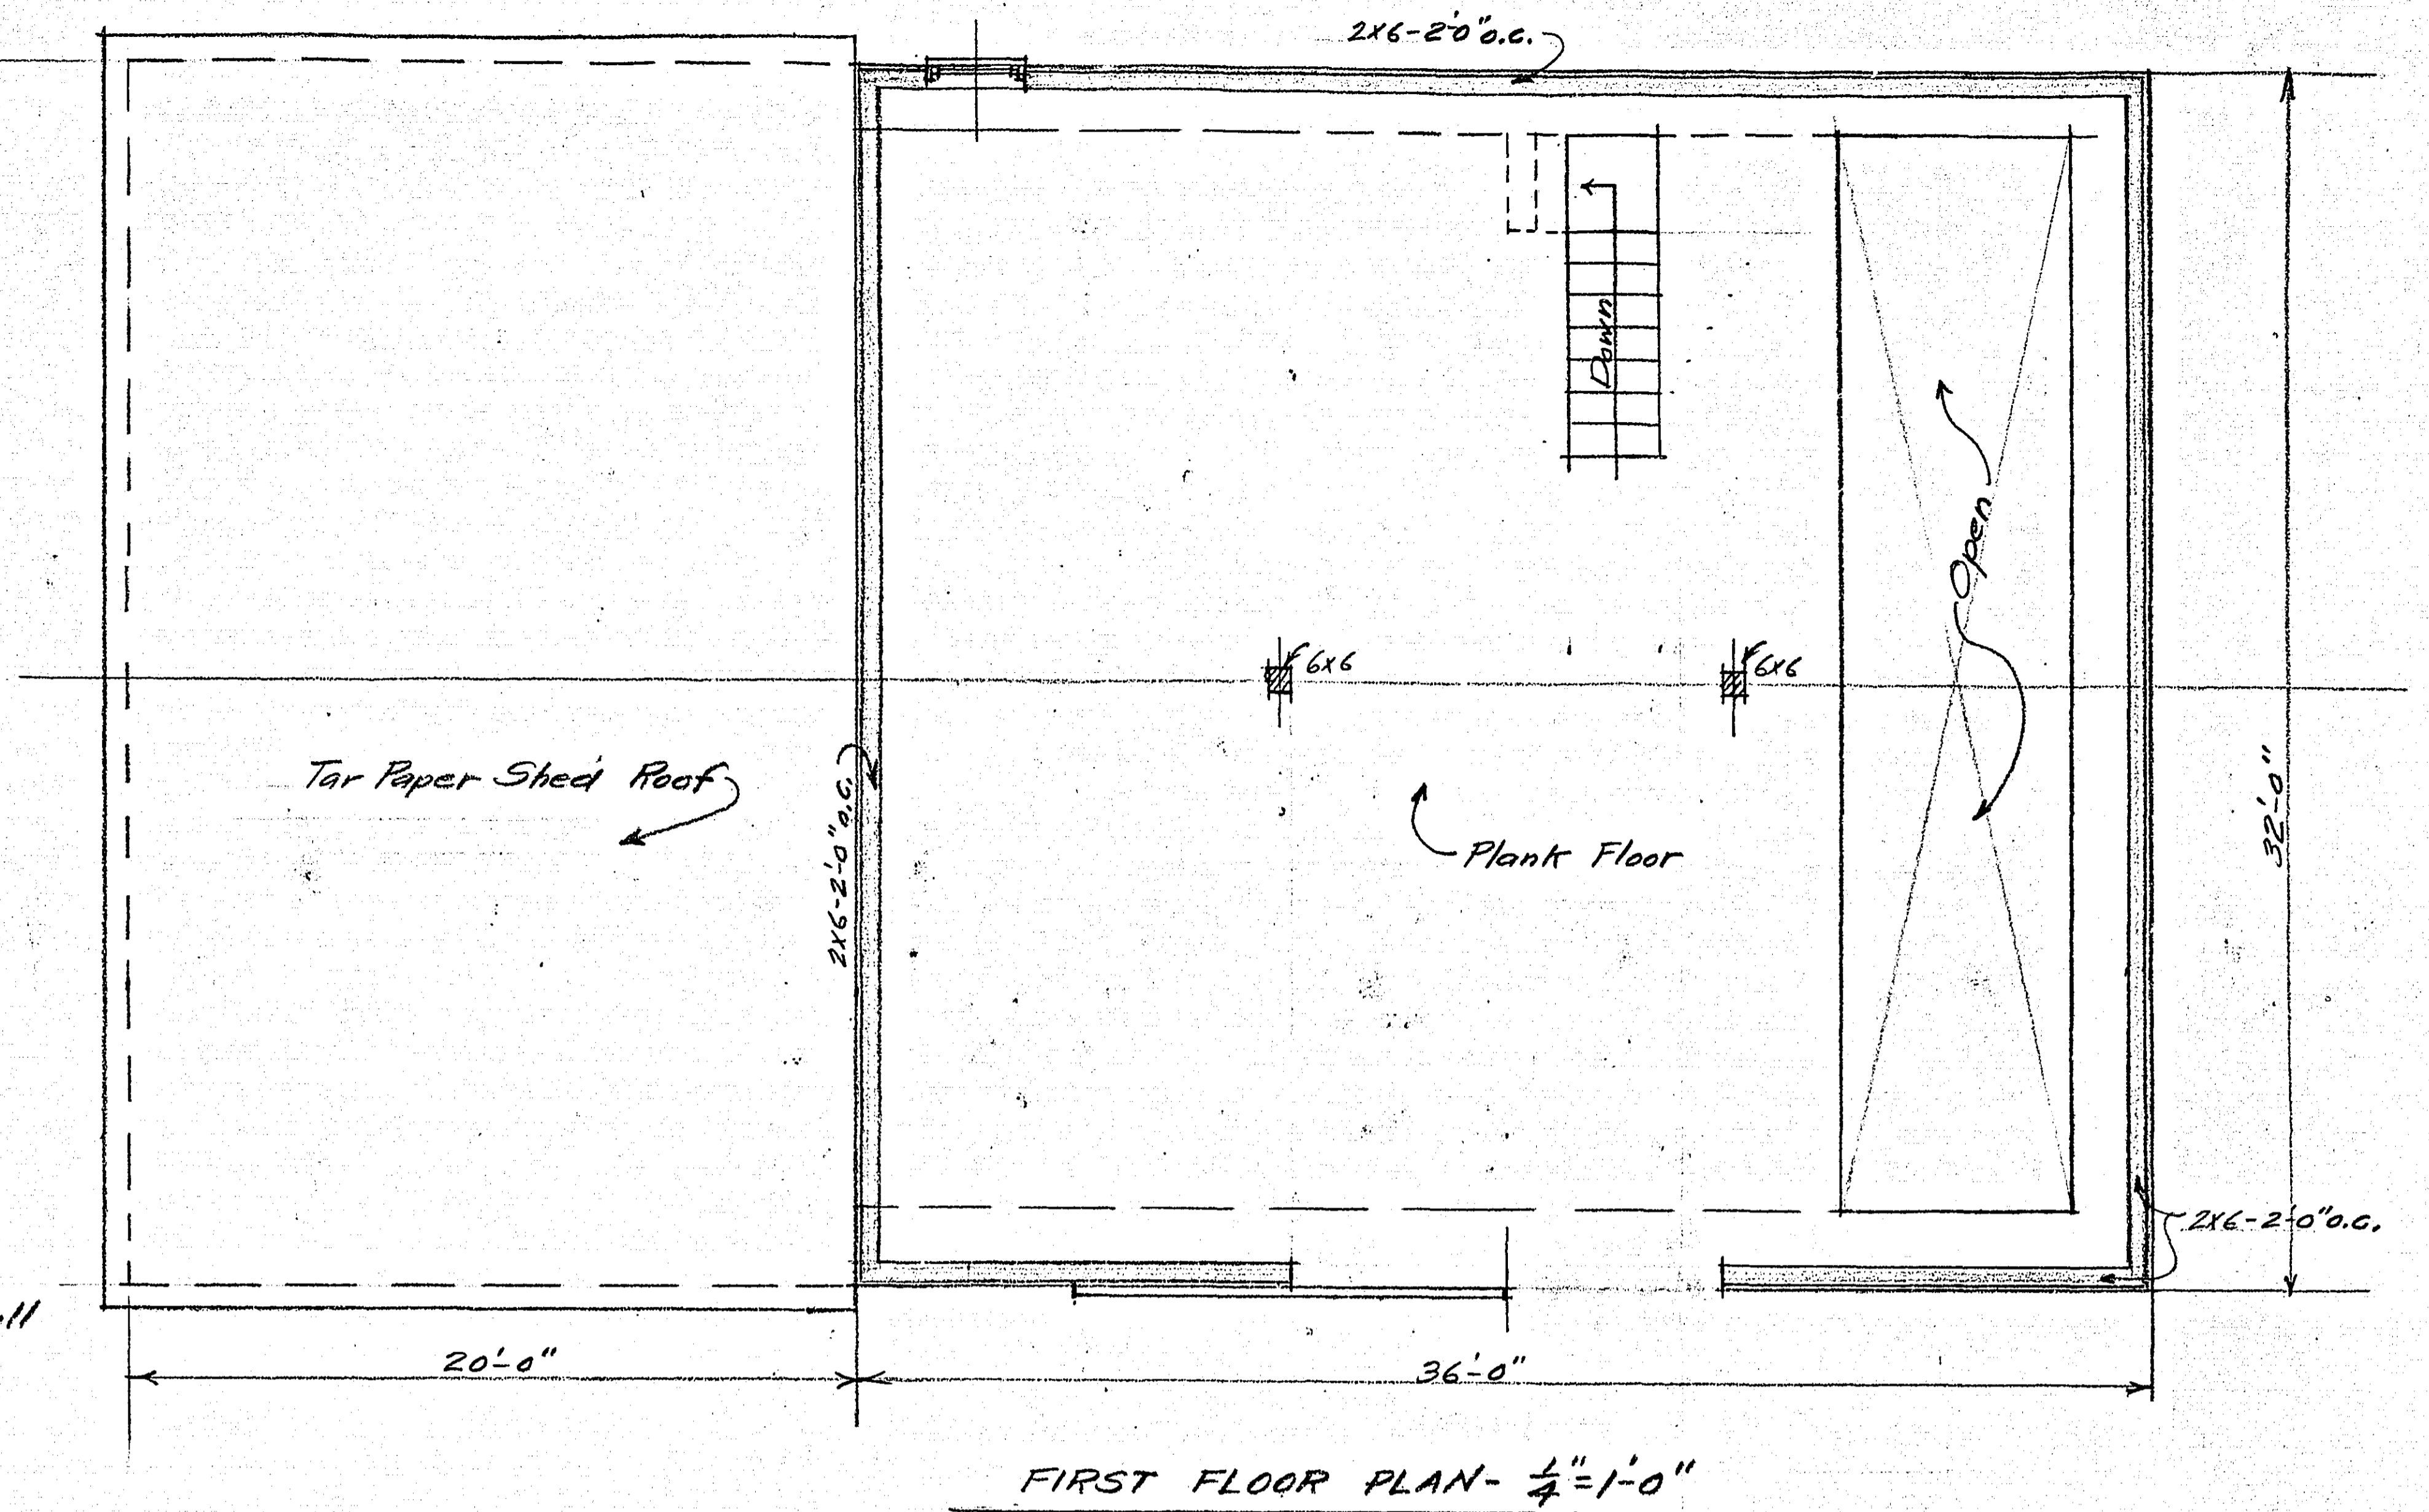 2x6-2'-0" o.c.
Down
Open
6x6
6x6
Tar Paper Shed Roof
2x6-2'-0" o.c.
Plank Floor
32'-0"
2x6-2'-0" o.c.
20'-0"
36'-0"
FIRST FLOOR PLAN- 1/4"=1'-0"